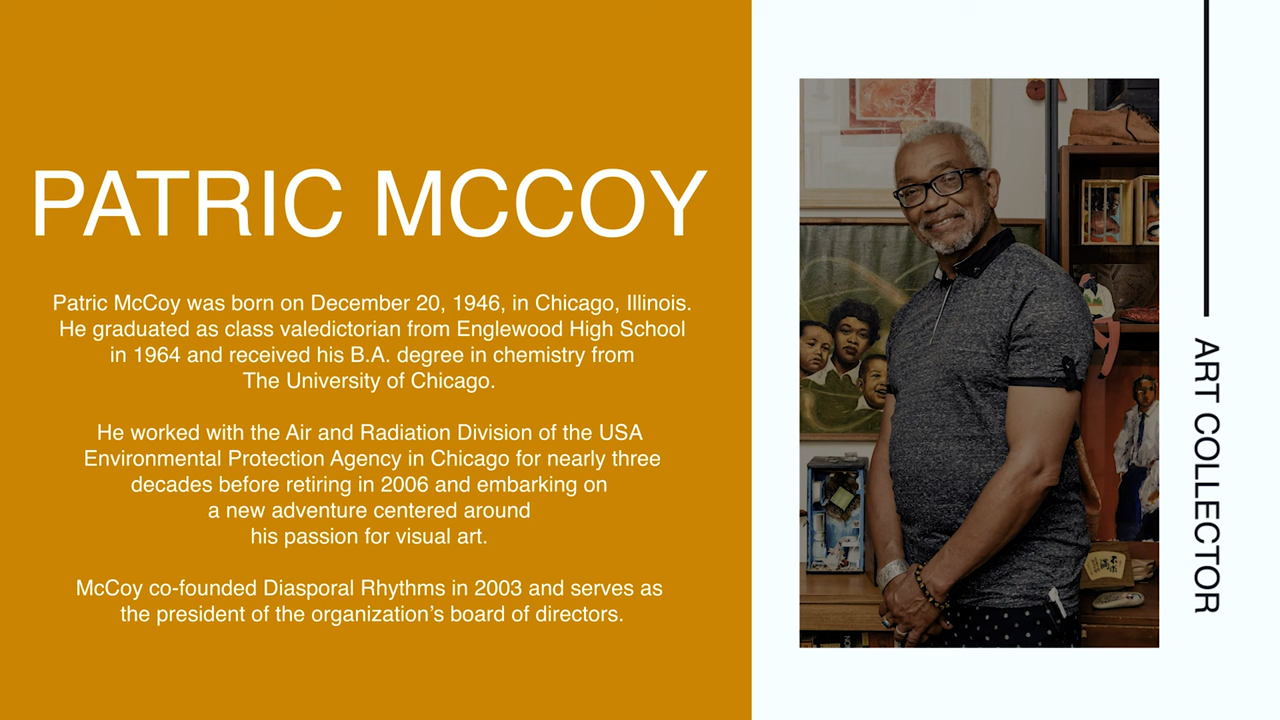 PATRIC MCCOY
Patric McCoy was born on December 20, 1946, in Chicago, Illinois.
He graduated as class valedictorian from Englewood High School
in 1964 and received his B.A. degree in chemistry from
The University of Chicago.
He worked with the Air and Radiation Division of the USA
Environmental Protection Agency in Chicago for nearly three
decades before retiring in 2006 and embarking on
a new adventure centered around
his passion for visual art.
McCoy co-founded Diasporal Rhythms in 2003 and serves as
the president of the organization’s board of directors.
ART COLLECTOR